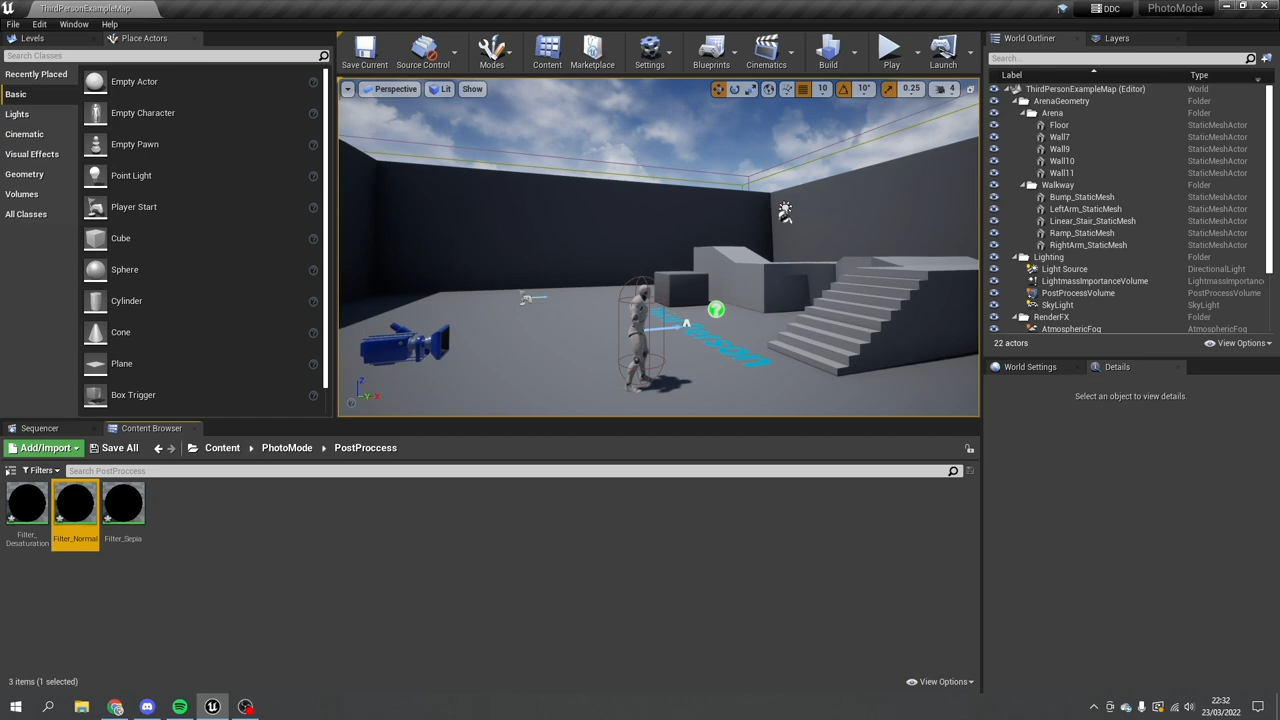 ThirdPersonExampleMap
DDC
PhotoMode
File Edit Window Help
Levels
Place Actors
Search Classes
Recently Placed
Basic
Lights
Cinematic
Visual Effects
Geometry
Volumes
All Classes
Empty Actor
Empty Character
Empty Pawn
Point Light
Player Start
Cube
Sphere
Cylinder
Cone
Plane
Box Trigger
Save Current
Source Control
Modes
Content
Marketplace
Settings
Blueprints
Cinematics
Build
Play
Launch
Perspective
Lit
Show
10
10°
0.25
4
World Outliner
Layers
Search...
Label Type
ThirdPersonExampleMap (Editor) World
ArenaGeometry Folder
Arena Folder
Floor StaticMeshActor
Wall7 StaticMeshActor
Wall9 StaticMeshActor
Wall10 StaticMeshActor
Wall11 StaticMeshActor
Walkway Folder
Bump_StaticMesh StaticMeshActor
LeftArm_StaticMesh StaticMeshActor
Linear_Stair_StaticMesh StaticMeshActor
Ramp_StaticMesh StaticMeshActor
RightArm_StaticMesh StaticMeshActor
Lighting Folder
Light Source DirectionalLight
LightmassImportanceVolume LightmassImporta
PostProcessVolume PostProcessVolume
SkyLight SkyLight
RenderFX Folder
AtmosphericFog AtmosphericFog
22 actors
View Options
World Settings
Details
Select an object to view details.
Sequencer
Content Browser
Add/Import
Save All
Content
PhotoMode
PostProccess
Filters
Search PostProccess
Filter_
Desaturation
Filter_Normal
Filter_Sepia
3 items (1 selected)
View Options
22:32
23/03/2022